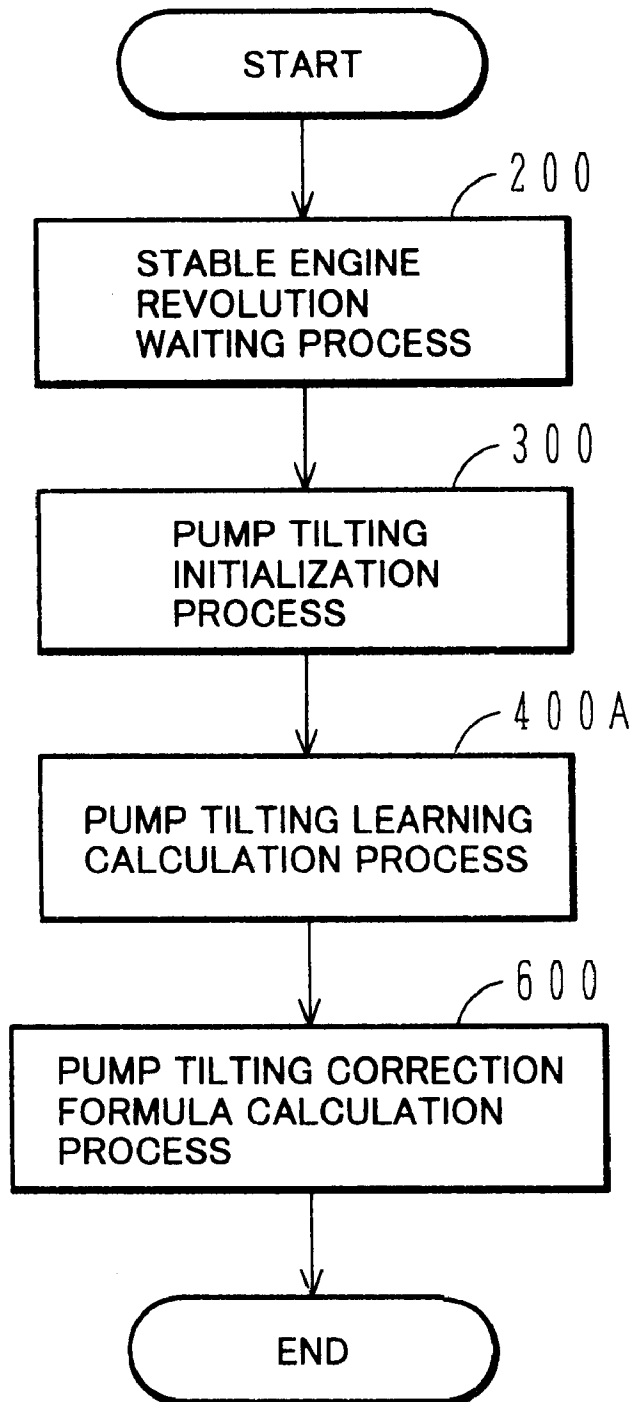 START
200
STABLE ENGINE
REVOLUTION
WAITING PROCESS
300
PUMP TILTING
INITIALIZATION
PROCESS
400A
PUMP TILTING LEARNING
CALCULATION PROCESS
600
PUMP TILTING CORRECTION
FORMULA CALCULATION
PROCESS
END